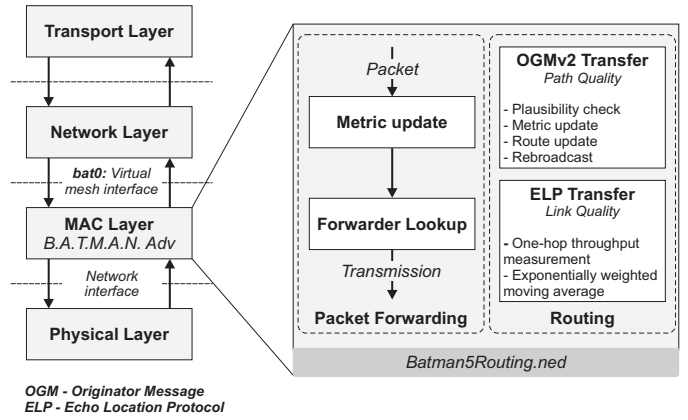 Transport Layer
Network Layer
bat0: Virtual
mesh interface
MAC Layer
B.A.T.M.A.N. Adv
Network
interface
Physical Layer
OGM - Originator Message
ELP - Echo Location Protocol
Packet
Metric update
Forwarder Lookup
Transmission
Packet Forwarding
OGMv2 Transfer
Path Quality
- Plausibility check
- Metric update
- Route update
- Rebroadcast
ELP Transfer
Link Quality
- One-hop throughput
measurement
- Exponentially weighted
moving average
Routing
Batman5Routing.ned